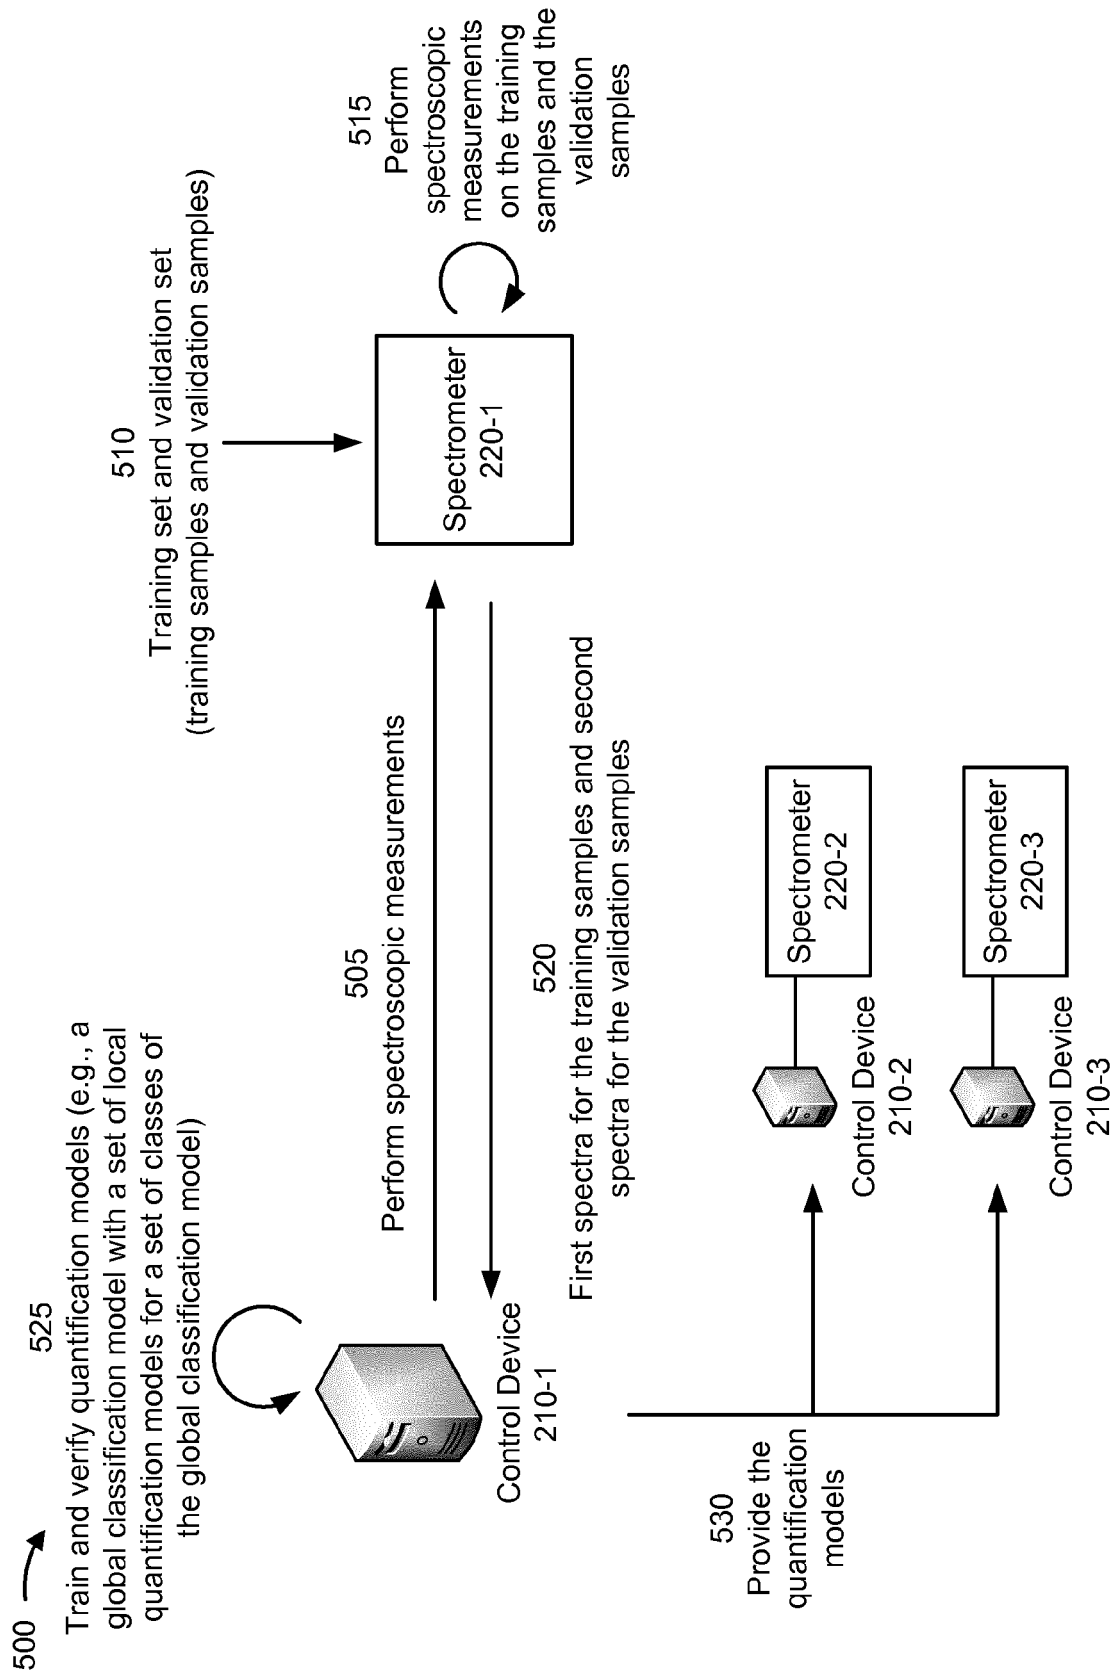 500
525
Train and verify quantification models (e.g., a
global classification model with a set of local
quantification models for a set of classes of
the global classification model)
510
Training set and validation set
(training samples and validation samples)
505
Perform spectroscopic measurements
515
Perform
spectroscopic
measurements
on the training
samples and the
validation
samples
Spectrometer
220-1
Control Device
210-1
520
First spectra for the training samples and second
spectra for the validation samples
530
Provide the
quantification
models
Spectrometer
220-2
Control Device
210-2
Spectrometer
220-3
Control Device
210-3